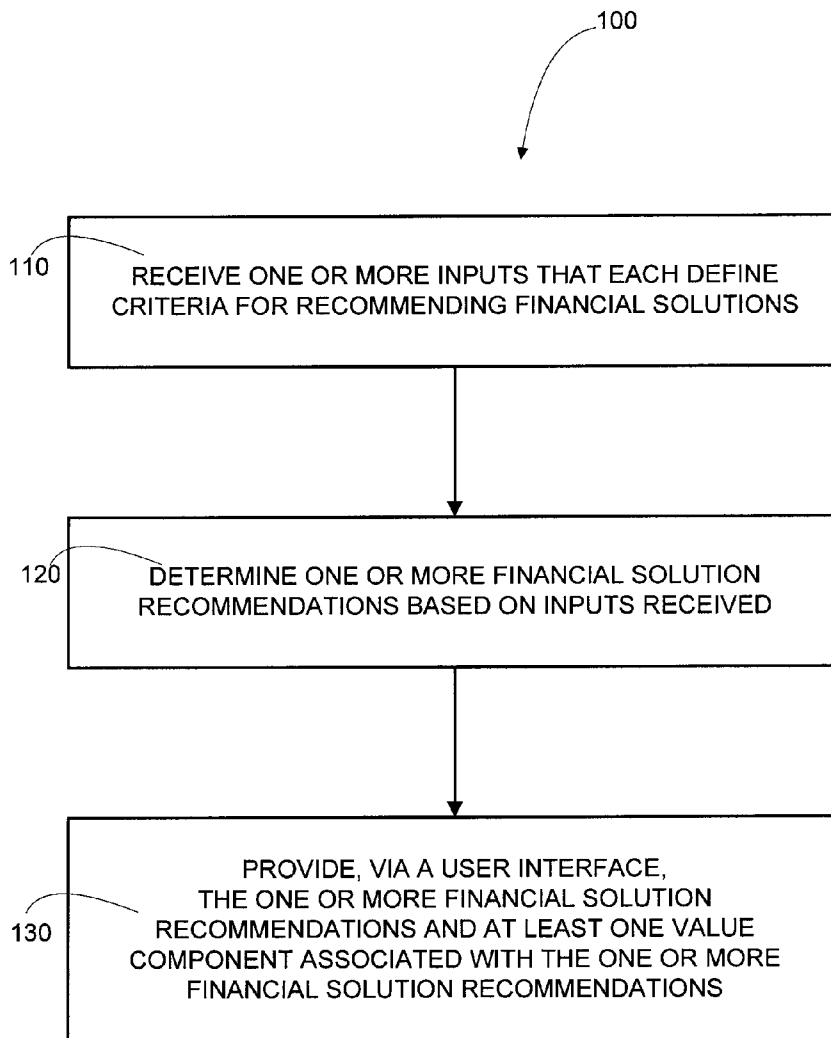 100
110
RECEIVE ONE OR MORE INPUTS THAT EACH DEFINE
CRITERIA FOR RECOMMENDING FINANCIAL SOLUTIONS
120
DETERMINE ONE OR MORE FINANCIAL SOLUTION
RECOMMENDATIONS BASED ON INPUTS RECEIVED
130
PROVIDE, VIA A USER INTERFACE,
THE ONE OR MORE FINANCIAL SOLUTION
RECOMMENDATIONS AND AT LEAST ONE VALUE
COMPONENT ASSOCIATED WITH THE ONE OR MORE
FINANCIAL SOLUTION RECOMMENDATIONS